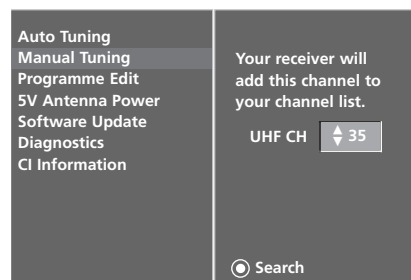 Auto Tuning
Manual Tuning
Programme Edit
5V Antenna Power
Software Update
Diagnostics
CI Information
Your receiver will
add this channel to
your channel list.
UHF CH 35
Search